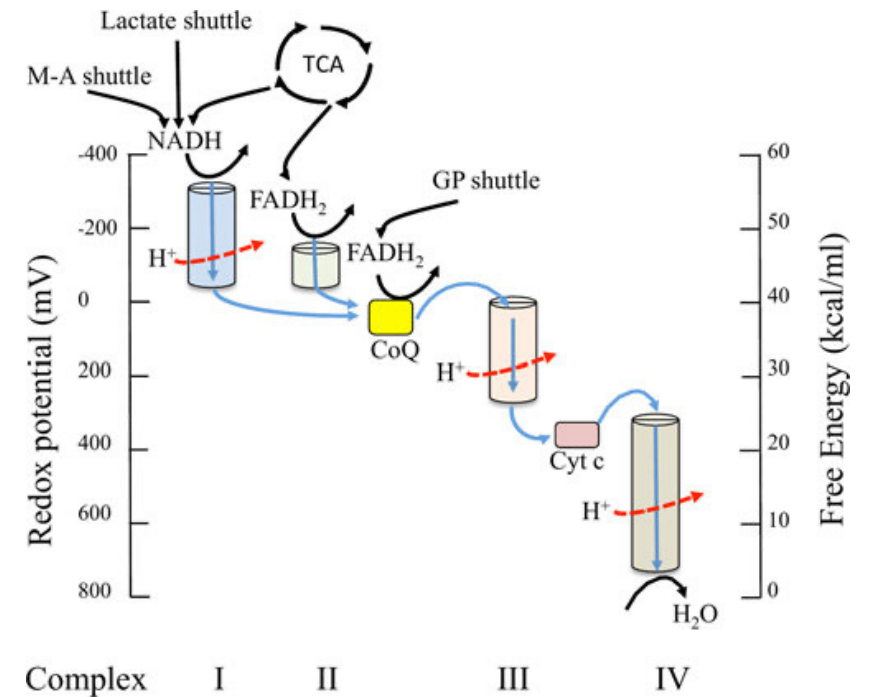 Lactate shuttle
TCA
M-A shuttle
NADH
GP shuttle
FADH₂
FADH₂
-400
-200
0
200
400
600
800
Redox potential (mV)
60
50
40
30
20
10
0
Free Energy (kcal/ml)
H⁺
CoQ
H⁺
Cyt c
H⁺
H₂O
Complex I II III IV